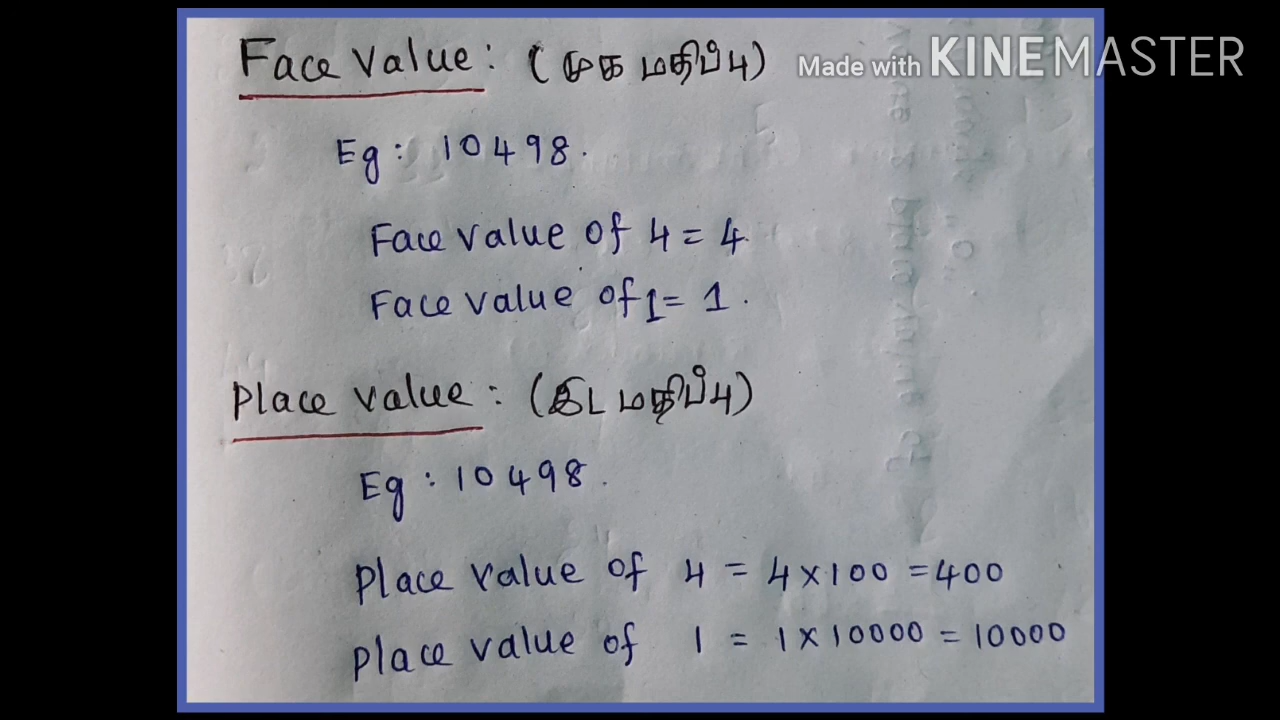 Face Value: (முக மதிப்பு)
Made with KINEMASTER
Eg: 10498.
Face value of 4 = 4.
Face value of 1 = 1.
Place value: (இட மதிப்பு)
Eg: 10498.
Place value of 4 = 4×100 = 400
Place value of 1 = 1×10000 = 10000